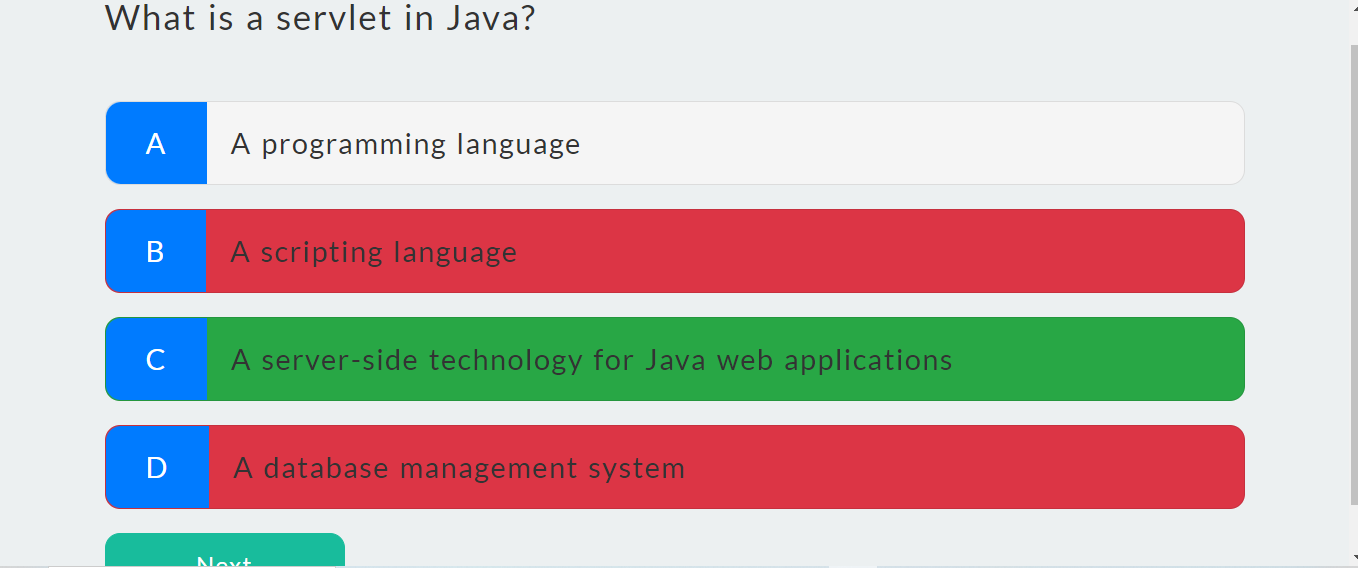 What is a servlet in Java?
A
A programming language
B
A scripting language
C
A server-side technology for Java web applications
D
A database management system
Next